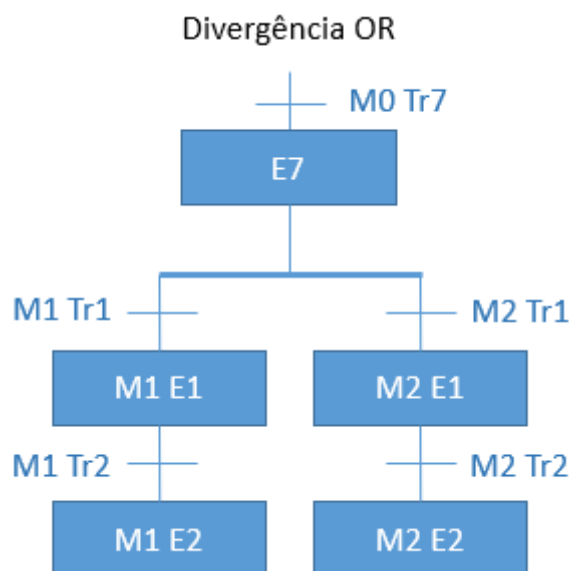 Divergência OR
M0 Tr7
E7
M1 Tr1
M2 Tr1
M1 E1
M2 E1
M1 Tr2
M2 Tr2
M1 E2
M2 E2